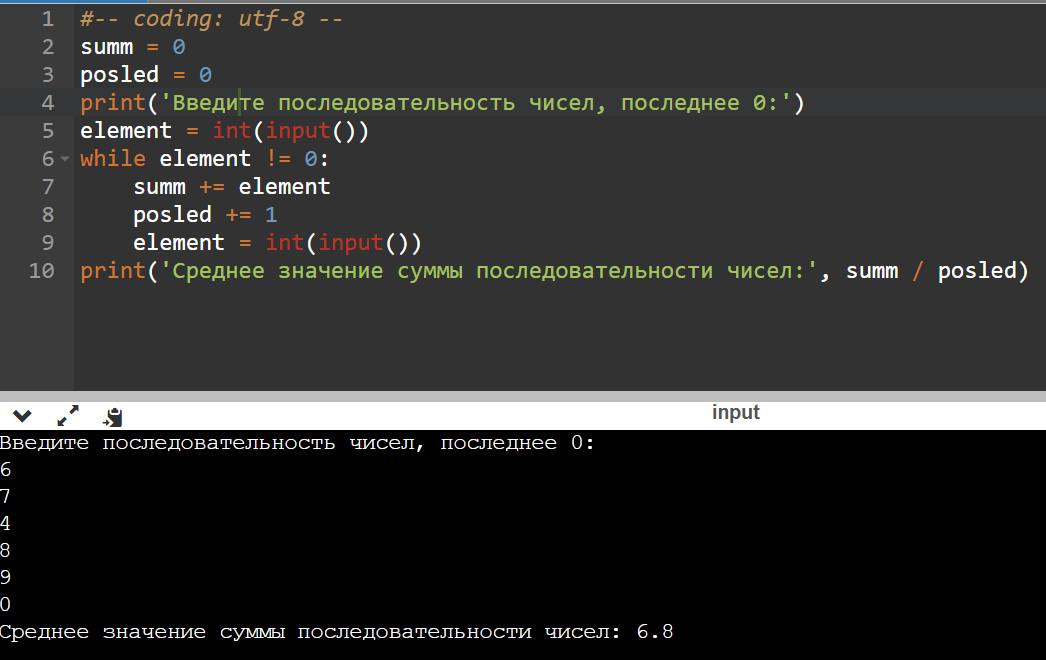 1 #-- coding: utf-8 --
2 summ = 0
3 posled = 0
4 print('Введите последовательность чисел, последнее 0:')
5 element = int(input())
6 while element != 0:
7     summ += element
8     posled += 1
9     element = int(input())
10 print('Среднее значение суммы последовательности чисел:', summ / posled)
input
Введите последовательность чисел, последнее 0:
6
7
4
8
9
0
Среднее значение суммы последовательности чисел: 6.8